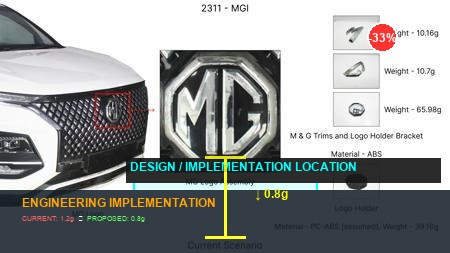 2311 - MGI
-33%
Weight - 10.16g
Weight - 10.7g
Weight - 65.98g
M & G Trims and Logo Holder Bracket
Material - ABS
MG
DESIGN / IMPLEMENTATION LOCATION
MG Logo Assembly
↓ 0.8g
ENGINEERING IMPLEMENTATION
CURRENT: 1.2g
PROPOSED: 0.8g
Logo Holder
Material - PC-ABS (assumed), Weight - 39.16g
Current Scenario